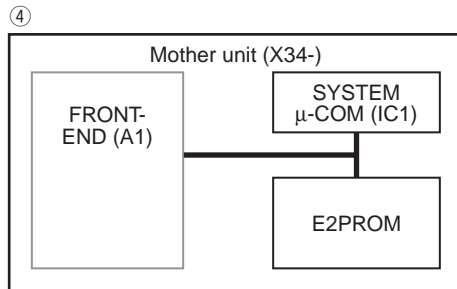 ④
Mother unit (X34-)
FRONT-
END (A1)
SYSTEM
μ-COM (IC1)
E2PROM